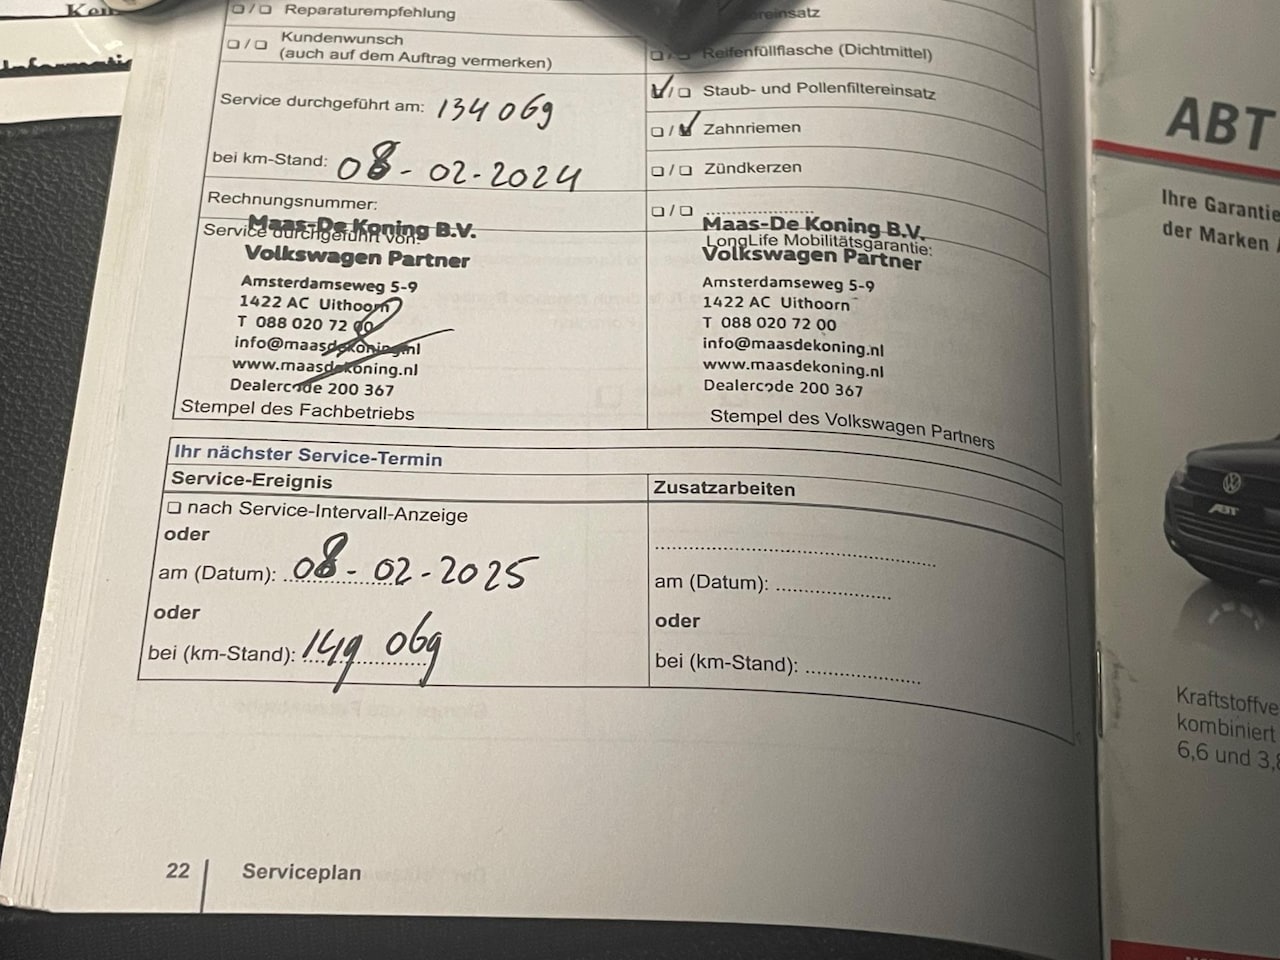 ☐ / ☐ Reparaturempfehlung
☐ / ☐ Kundenwunsch
(auch auf dem Auftrag vermerken)
Service durchgeführt am: 134 069
bei km-Stand: 08-02-2024
Rechnungsnummer:
Service durchgeführt von:
Maas-De Koning B.V.
Volkswagen Partner
Amsterdamseweg 5-9
1422 AC Uithoorn
T 088 020 72 00
info@maasdekoning.nl
www.maasdekoning.nl
Dealercode 200 367
Stempel des Fachbetriebs
☐ / ☐ Reifenfüllflasche (Dichtmittel)
☑ / ☐ Staub- und Pollenfiltereinsatz
☐ / ☑ Zahnriemen
☐ / ☐ Zündkerzen
☐ / ☐ ....................
Maas-De Koning B.V.
LongLife Mobilitätsgarantie:
Volkswagen Partner
Amsterdamseweg 5-9
1422 AC Uithoorn
T 088 020 72 00
info@maasdekoning.nl
www.maasdekoning.nl
Dealercode 200 367
Stempel des Volkswagen Partners
Ihr nächster Service-Termin
Service-Ereignis
☐ nach Service-Intervall-Anzeige
oder
am (Datum): 08-02-2025
oder
bei (km-Stand): 149 069
Zusatzarbeiten
am (Datum): ....................
oder
bei (km-Stand): ....................
22 Serviceplan
ABT
Ihre Garantie
der Marken
ABT
Kraftstoffve
kombiniert
6,6 und 3,8